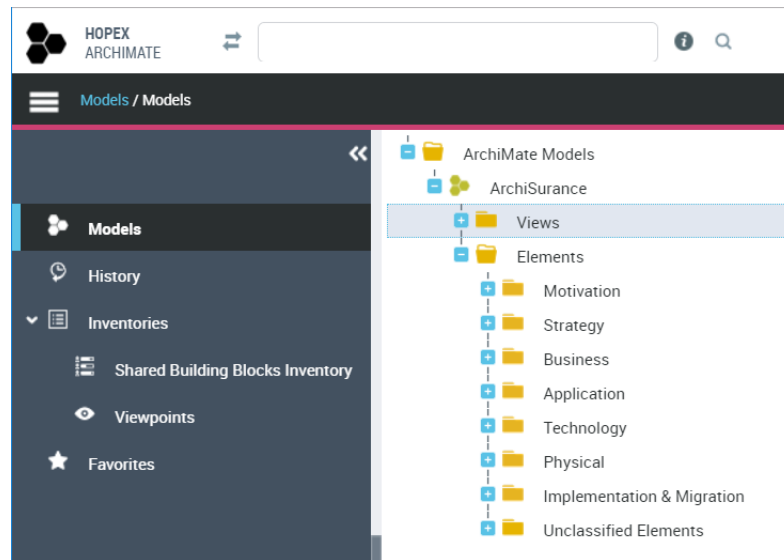 HOPEX
ARCHIMATE
Models / Models
Models
History
Inventories
Shared Building Blocks Inventory
Viewpoints
Favorites
ArchiMate Models
ArchiSurance
Views
Elements
Motivation
Strategy
Business
Application
Technology
Physical
Implementation & Migration
Unclassified Elements